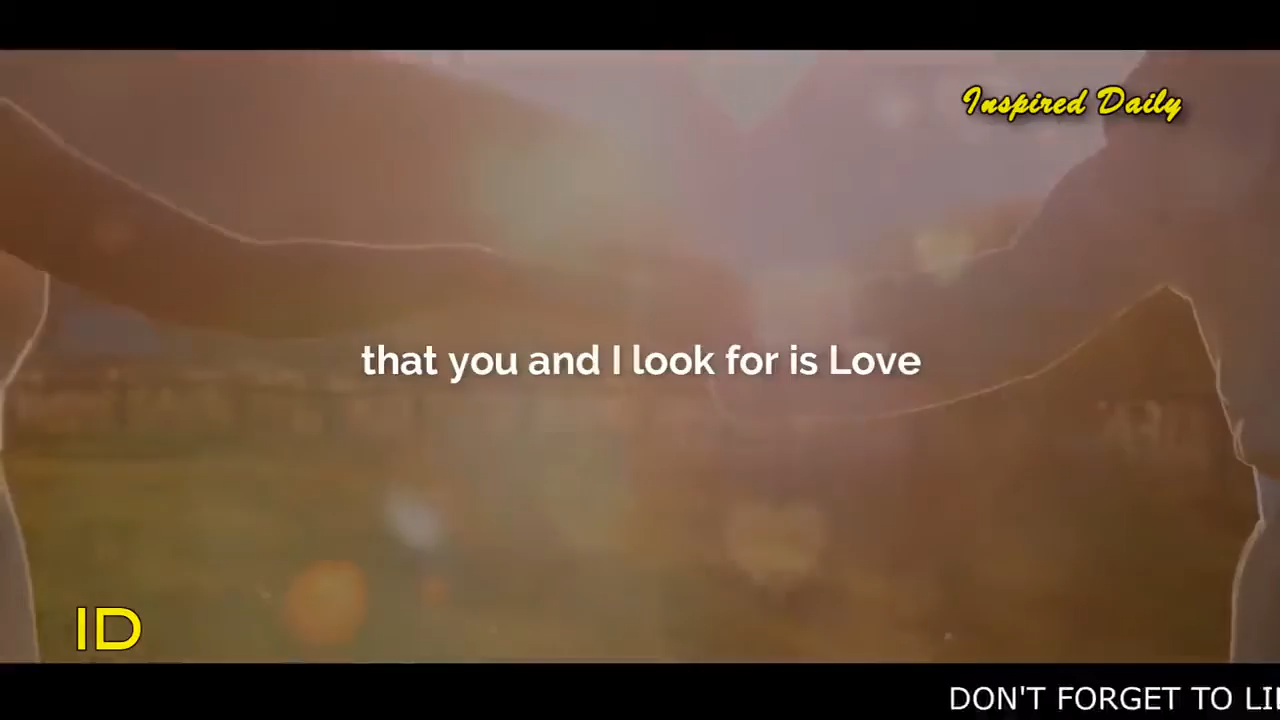 Inspired Daily
that you and I look for is Love
ID
DON'T FORGET TO